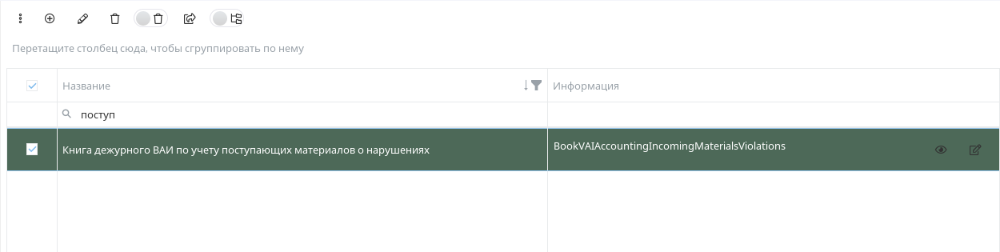 Перетащите столбец сюда, чтобы сгруппировать по нему
Название
Информация
поступ
Книга дежурного ВАИ по учету поступающих материалов о нарушениях
BookVAIAccountingIncomingMaterialsViolations